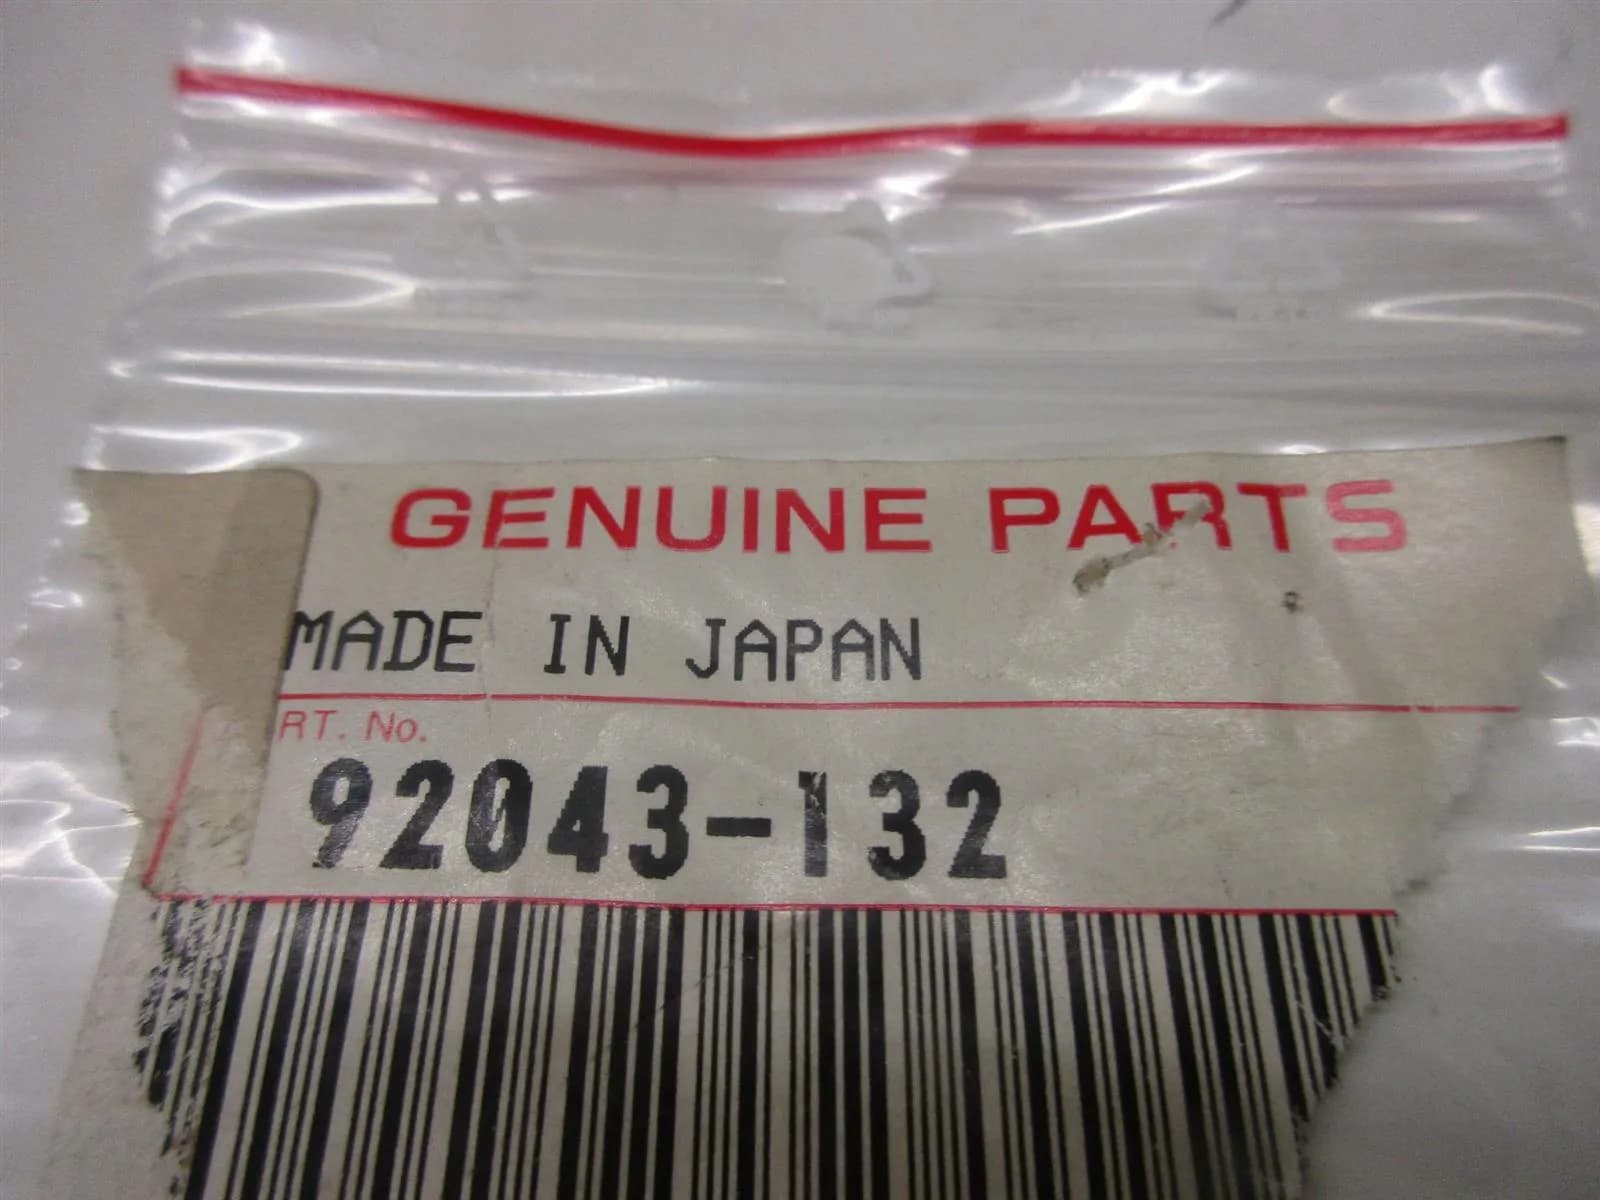 GENUINE PARTS
MADE IN JAPAN
RT. No.
92043-132